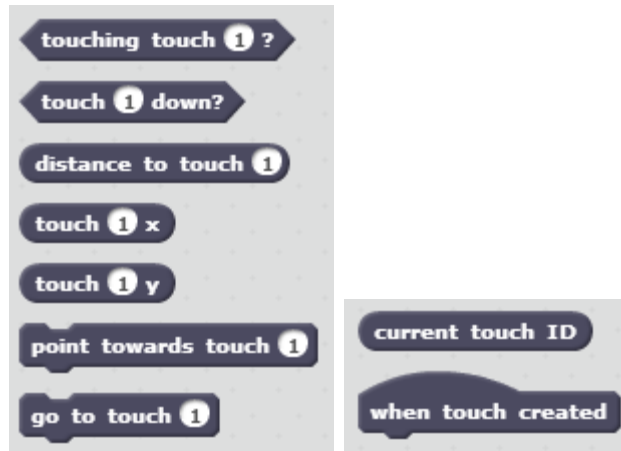 touching touch 1 ?
touch 1 down?
distance to touch 1
touch 1 x
touch 1 y
point towards touch 1
go to touch 1
current touch ID
when touch created